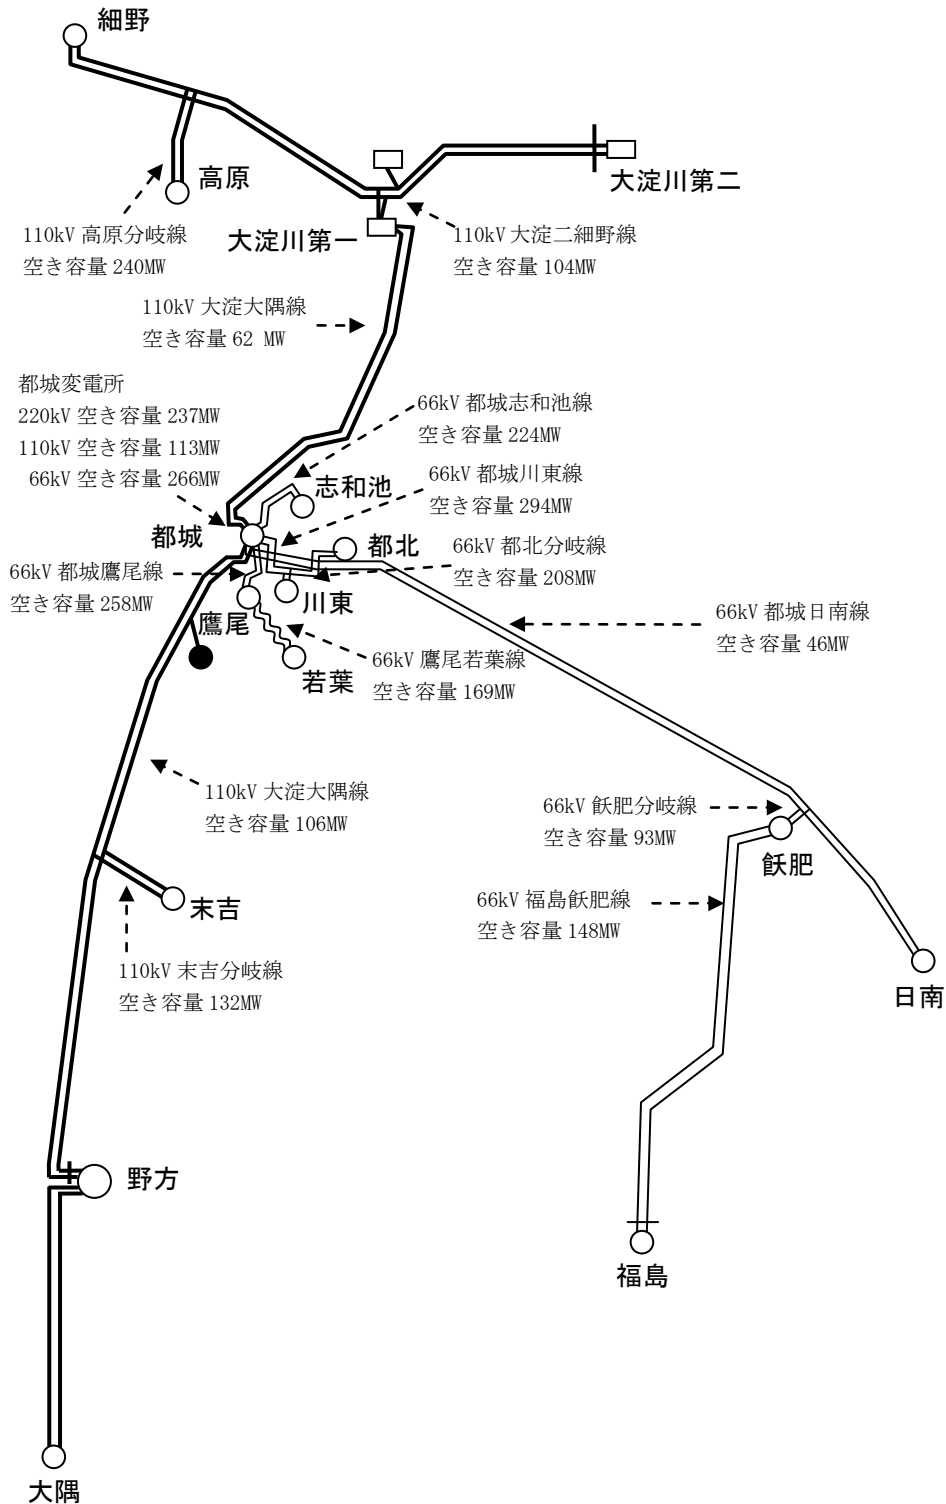 細野
高原
大淀川第二
110kV 高原分岐線
空き容量 240MW
大淀川第一
110kV 大淀二細野線
空き容量 104MW
110kV 大淀大隅線
空き容量 62 MW
都城変電所
220kV 空き容量 237MW
110kV 空き容量 113MW
66kV 空き容量 266MW
66kV 都城志和池線
空き容量 224MW
志和池
66kV 都城川東線
空き容量 294MW
都城
都北
66kV 都北分岐線
空き容量 208MW
66kV 都城鷹尾線
空き容量 258MW
川東
鷹尾
66kV 都城日南線
空き容量 46MW
若葉
66kV 鷹尾若葉線
空き容量 169MW
110kV 大淀大隅線
空き容量 106MW
66kV 飫肥分岐線
空き容量 93MW
飫肥
末吉
66kV 福島飫肥線
空き容量 148MW
110kV 末吉分岐線
空き容量 132MW
日南
野方
福島
大隅